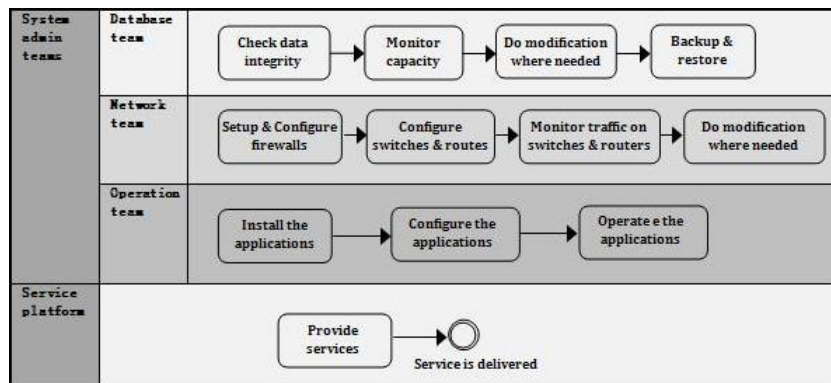 System
admin
teams
Database
team
Check data
integrity
Monitor
capacity
Do modification
where needed
Backup &
restore
Network
team
Setup & Configure
firewalls
Configure
switches & routes
Monitor traffic on
switches & routers
Do modification
where needed
Operation
team
Install the
applications
Configure the
applications
Operat e the
applications
Service
platform
Provide
services
Service is delivered